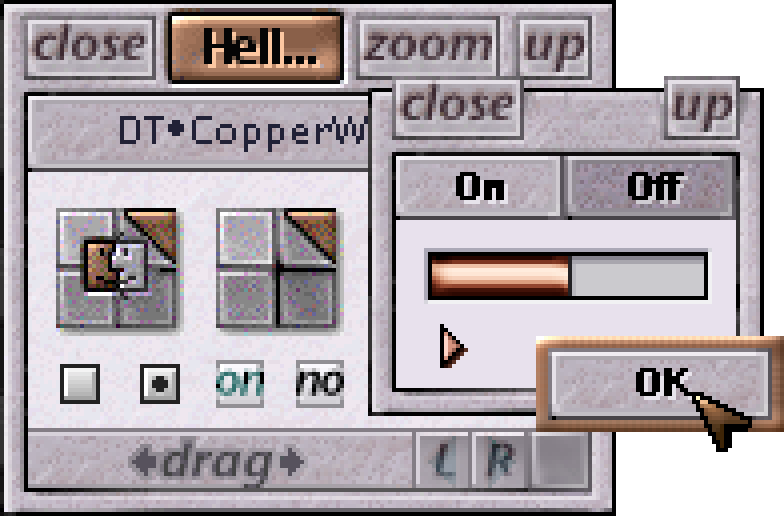 close Hell... zoom up
close up
DT•CopperW
On Off
on no
OK
drag L R